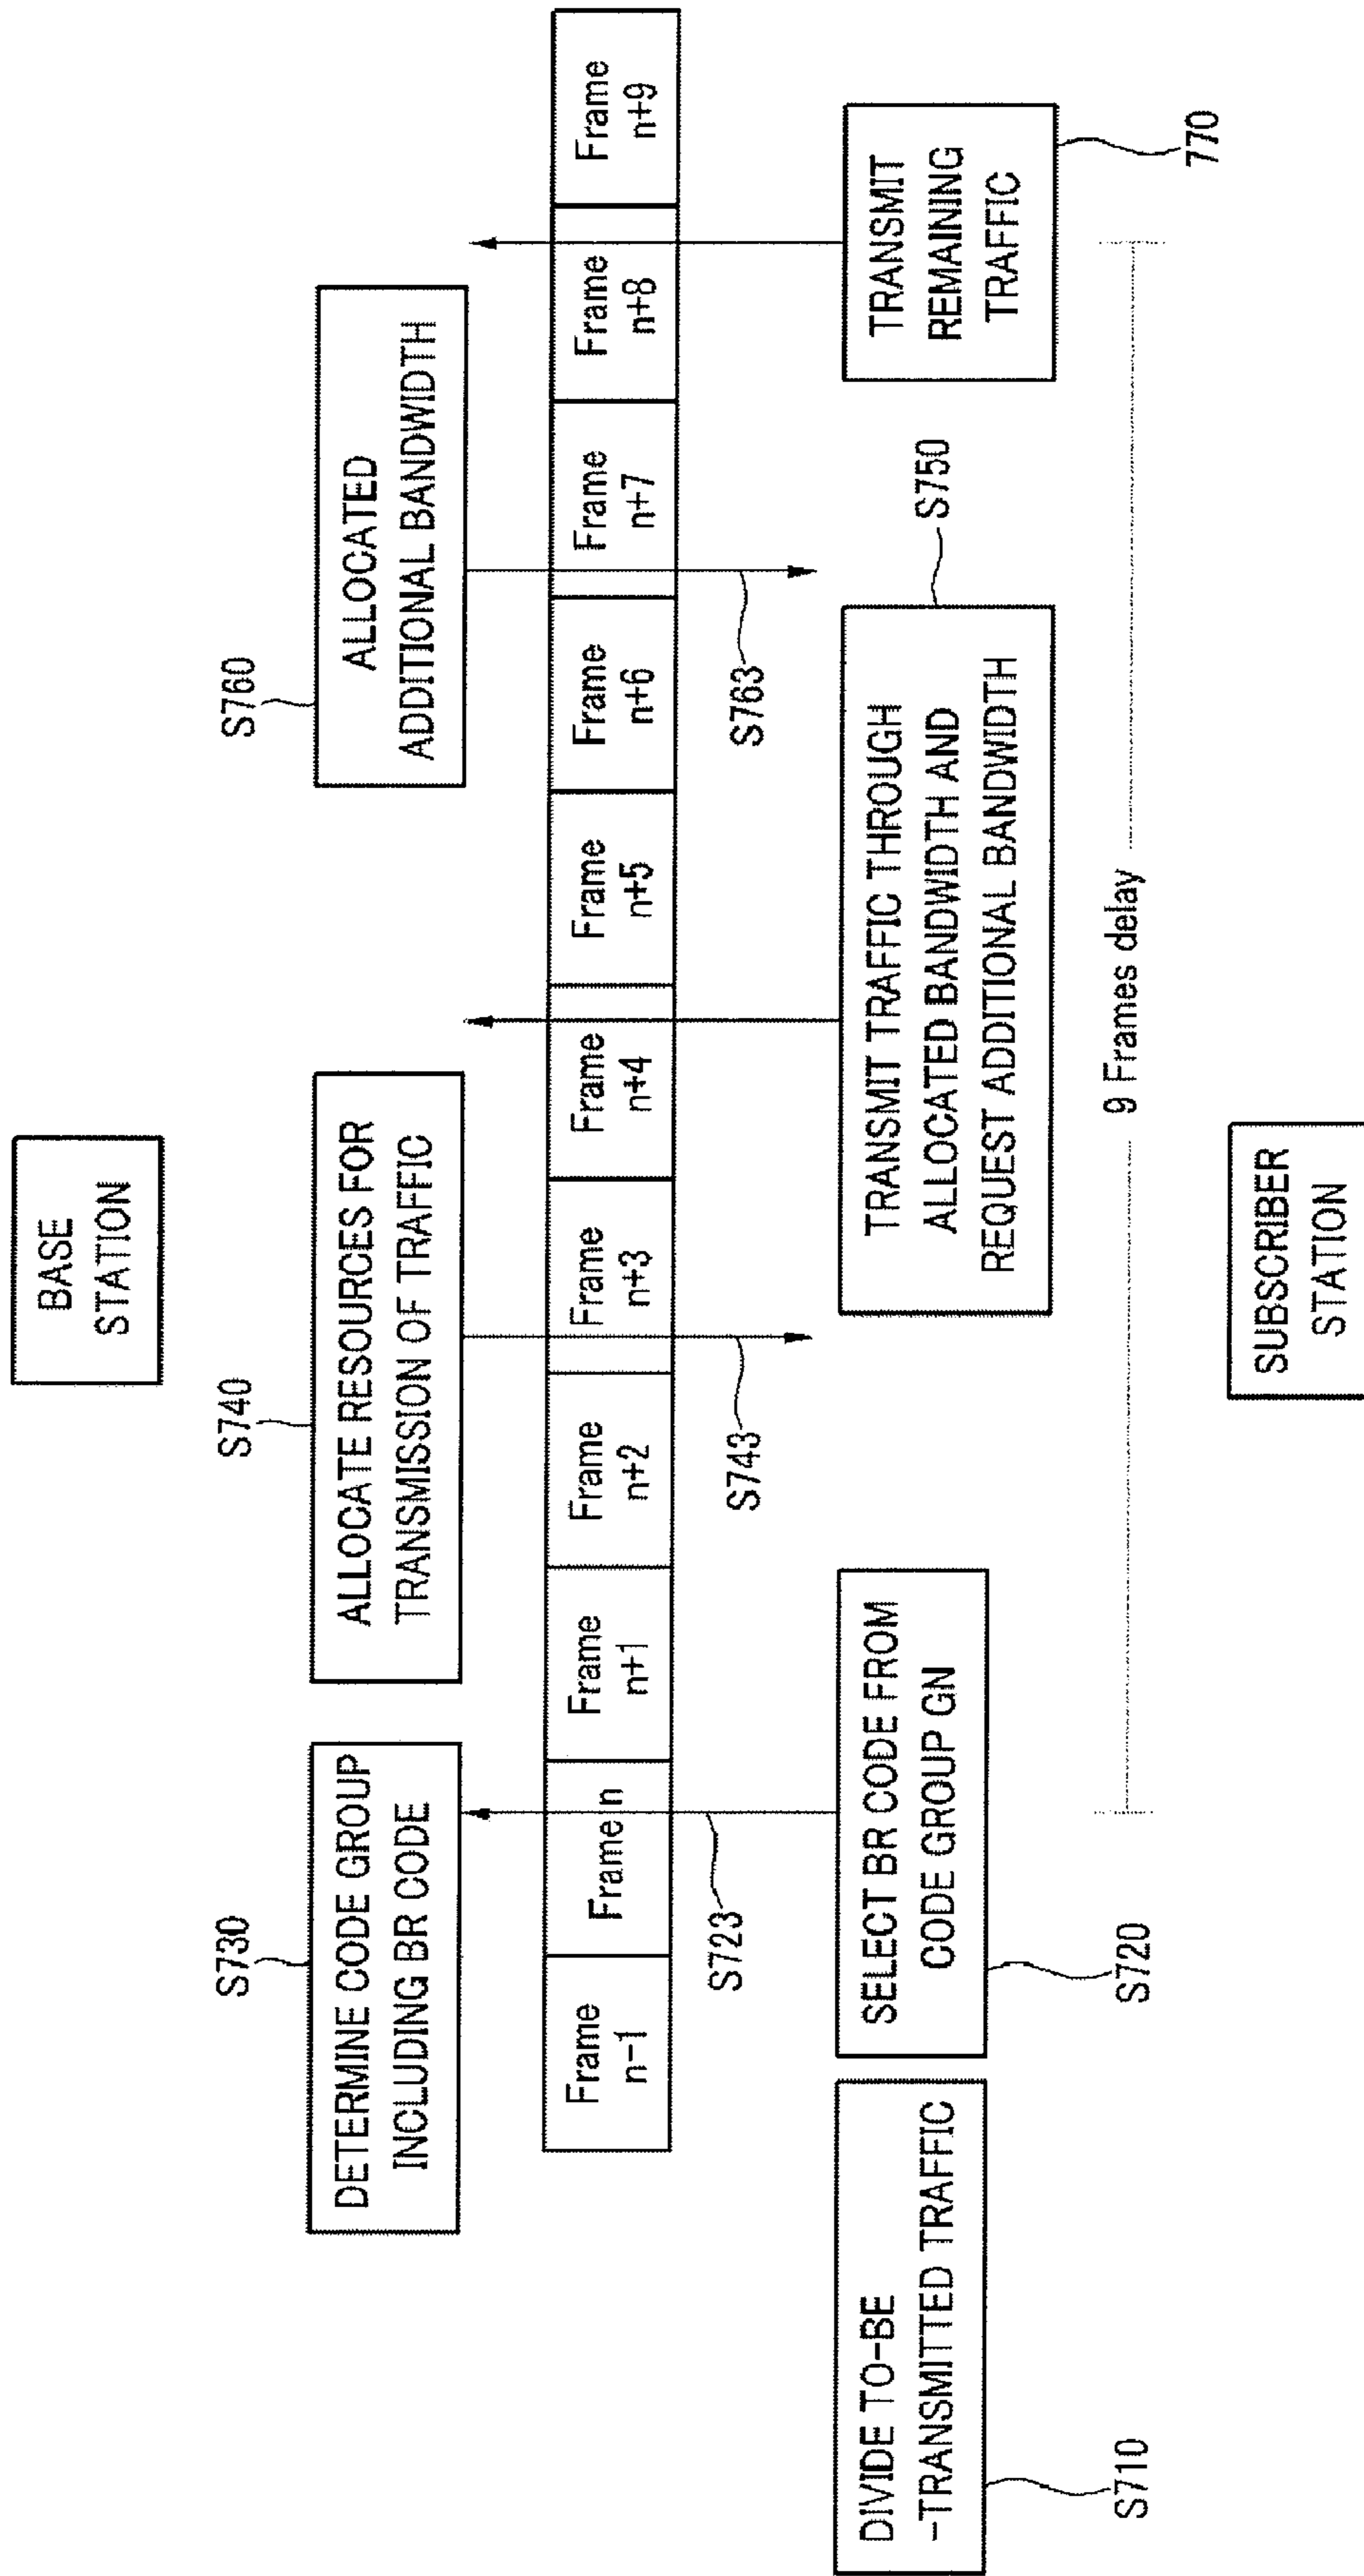 BASE
STATION
S730
DETERMINE CODE GROUP
INCLUDING BR CODE
S740
ALLOCATE RESOURCES FOR
TRANSMISSION OF TRAFFIC
S760
ALLOCATED
ADDITIONAL BANDWIDTH
Frame
n-1
Frame n
Frame
n+1
Frame
n+2
Frame
n+3
Frame
n+4
Frame
n+5
Frame
n+6
Frame
n+7
Frame
n+8
Frame
n+9
S723
S743
S763
DIVIDE TO-BE
-TRANSMITTED TRAFFIC
S710
SELECT BR CODE FROM
CODE GROUP GN
S720
TRANSMIT TRAFFIC THROUGH
ALLOCATED BANDWIDTH AND
REQUEST ADDITIONAL BANDWIDTH
S750
TRANSMIT
REMAINING
TRAFFIC
770
9 Frames delay
SUBSCRIBER
STATION